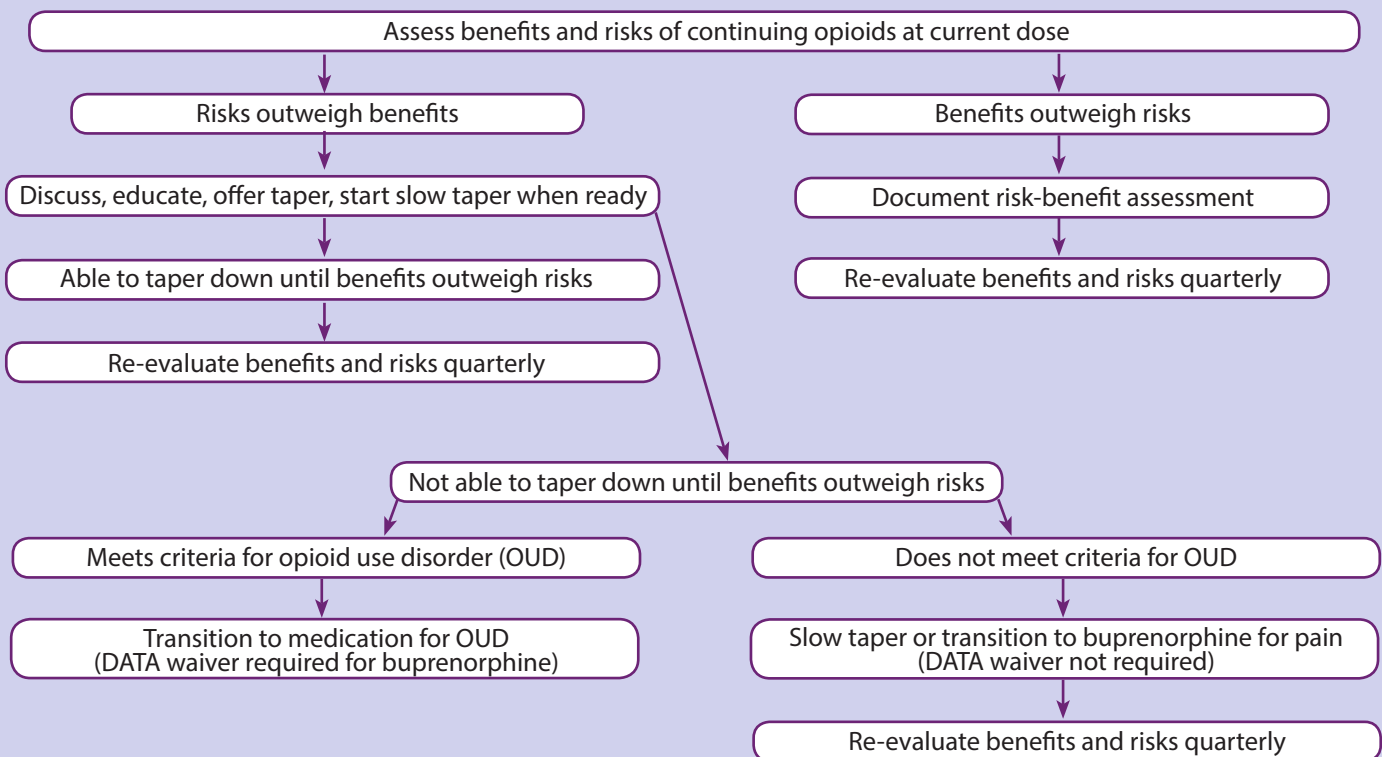 Assess benefits and risks of continuing opioids at current dose
Risks outweigh benefits
Benefits outweigh risks
Discuss, educate, offer taper, start slow taper when ready
Document risk-benefit assessment
Able to taper down until benefits outweigh risks
Re-evaluate benefits and risks quarterly
Re-evaluate benefits and risks quarterly
Not able to taper down until benefits outweigh risks
Meets criteria for opioid use disorder (OUD)
Does not meet criteria for OUD
Transition to medication for OUD
(DATA waiver required for buprenorphine)
Slow taper or transition to buprenorphine for pain
(DATA waiver not required)
Re-evaluate benefits and risks quarterly